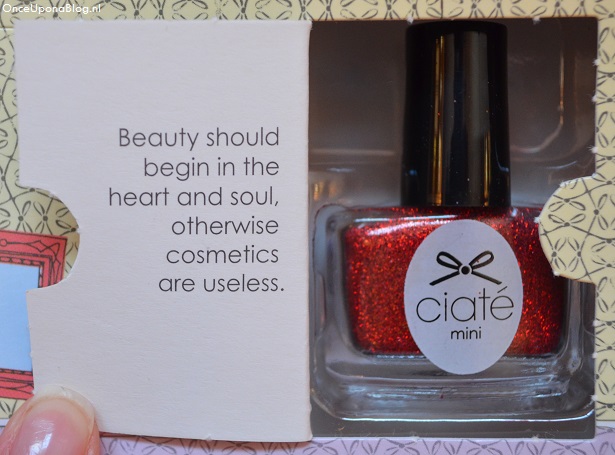 OnceUponaBlog.nl
Beauty should
begin in the
heart and soul,
otherwise
cosmetics
are useless.
ciaté
mini